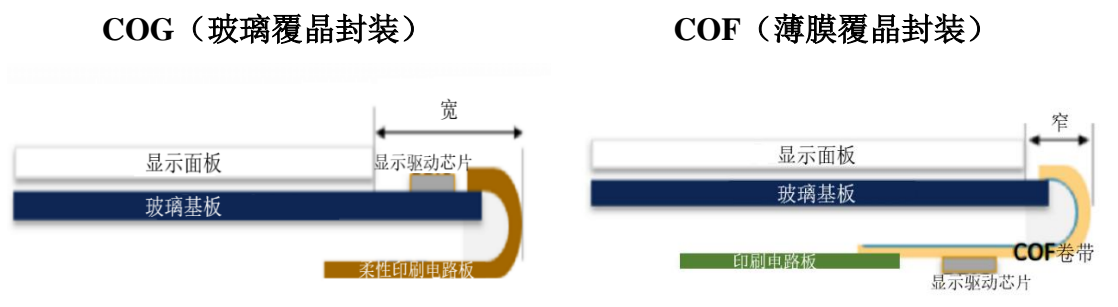 COG（玻璃覆晶封装）
COF（薄膜覆晶封装）
宽
窄
显示面板
显示驱动芯片
显示面板
玻璃基板
玻璃基板
柔性印刷电路板
印刷电路板
COF卷带
显示驱动芯片